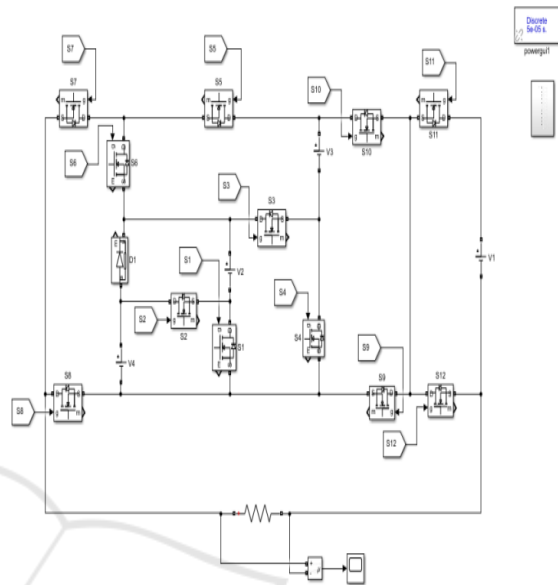 Discrete
5e-05 s.
powergui1
S7
S5
S11
S10
S7
S5
S11
S10
S6
S6
V3
S3
S3
D1
S1
V2
V1
S4
S2
S2
S1
S4
V4
S9
S8
S9
S12
S8
S12